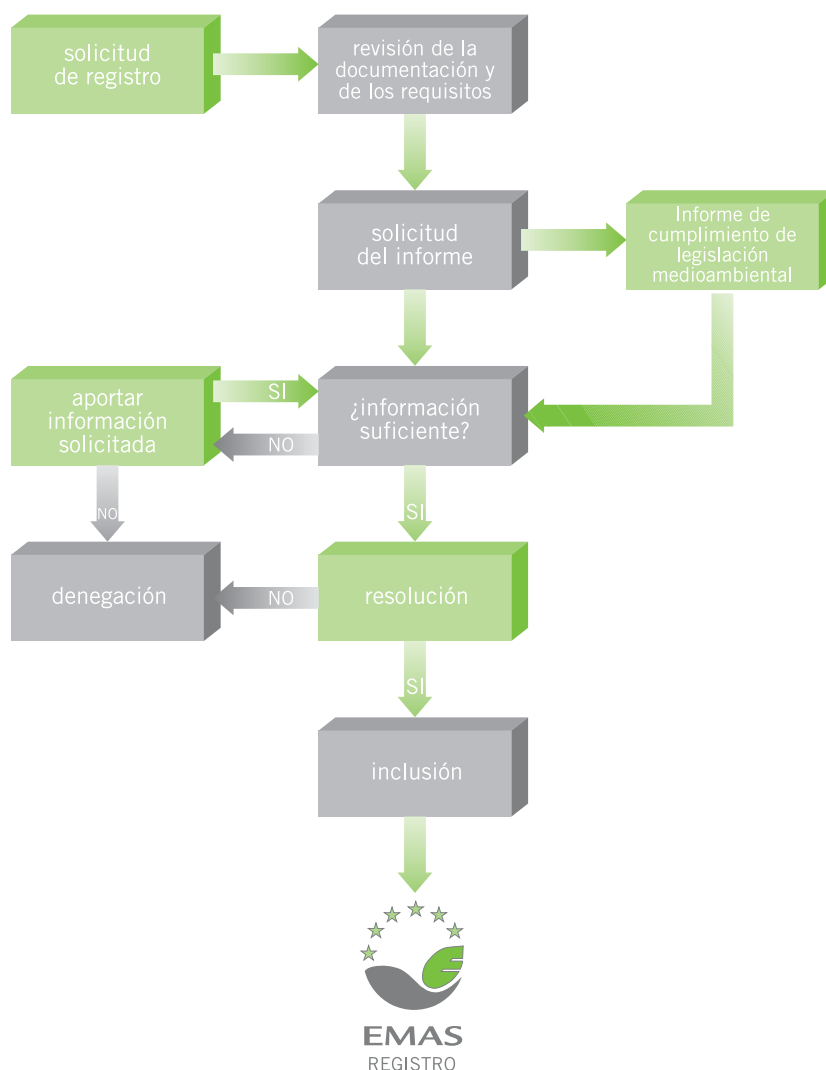 solicitud
de registro
revisión de la
documentación y
de los requisitos
solicitud
del informe
Informe de
cumplimiento de
legislación
medioambiental
aportar
información
solicitada
SI
NO
¿información
suficiente?
NO
SI
denegación
NO
resolución
SI
inclusión
EMAS
REGISTRO